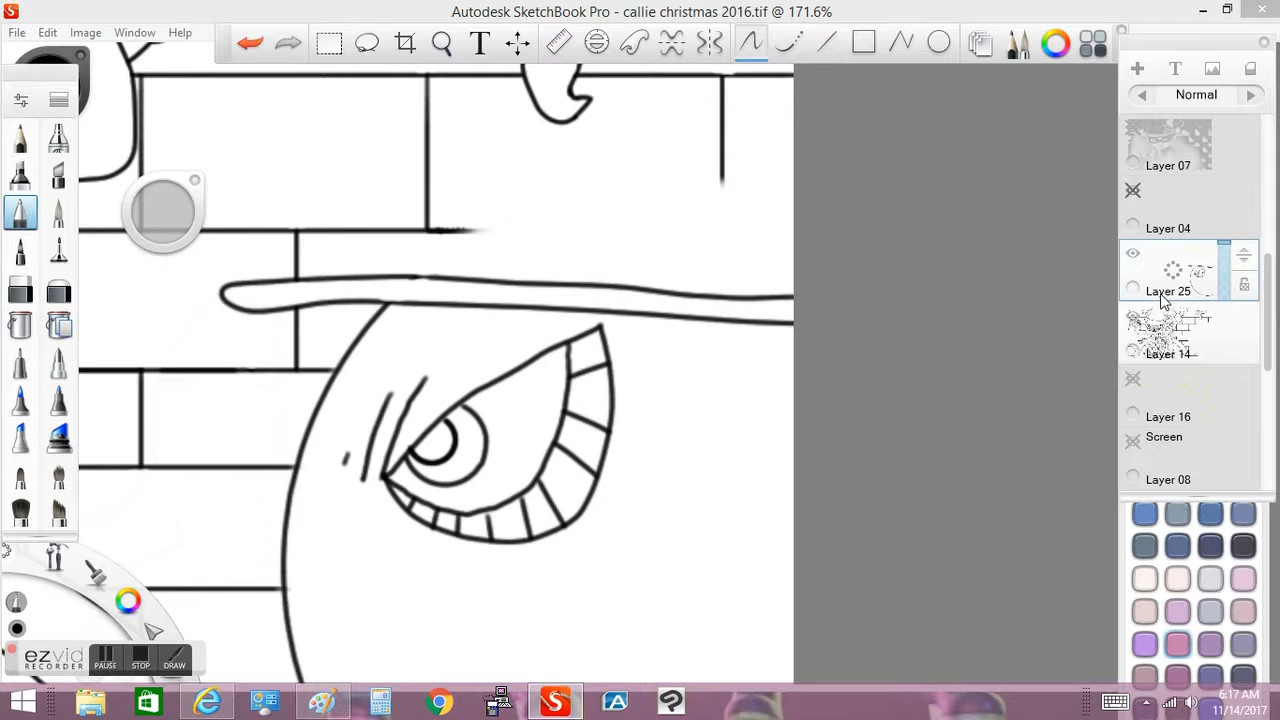 Autodesk SketchBook Pro - callie christmas 2016.tif @ 171.6%
File Edit Image Window Help
T
T
Normal
Layer 07
Layer 04
Layer 25
Layer 14
Layer 16
Screen
Layer 08
ezvid
RECORDER
PAUSE
STOP
DRAW
6:17 AM
11/14/2017